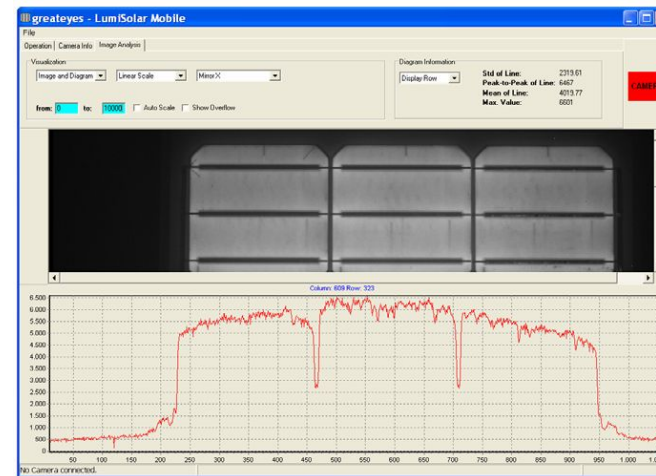 greateyes - LumiSolar Mobile
File
Operation Camera Info Image Analysis
Visualization
Image and Diagram Linear Scale Mirror X
from: 0 to: 10000 Auto Scale Show Overflow
Diagram Information
Display Row
Std of Line: 2319.61
Peak-to-Peak of Line: 6467
Mean of Line: 4019.77
Max. Value: 6601
CAMER
Column: 609 Row: 323
6.500
6.000
5.500
5.000
4.500
4.000
3.500
3.000
2.500
2.000
1.500
1.000
500
0
50 100 150 200 250 300 350 400 450 500 550 600 650 700 750 800 850 900 950 1.000 1.0
No Camera connected.